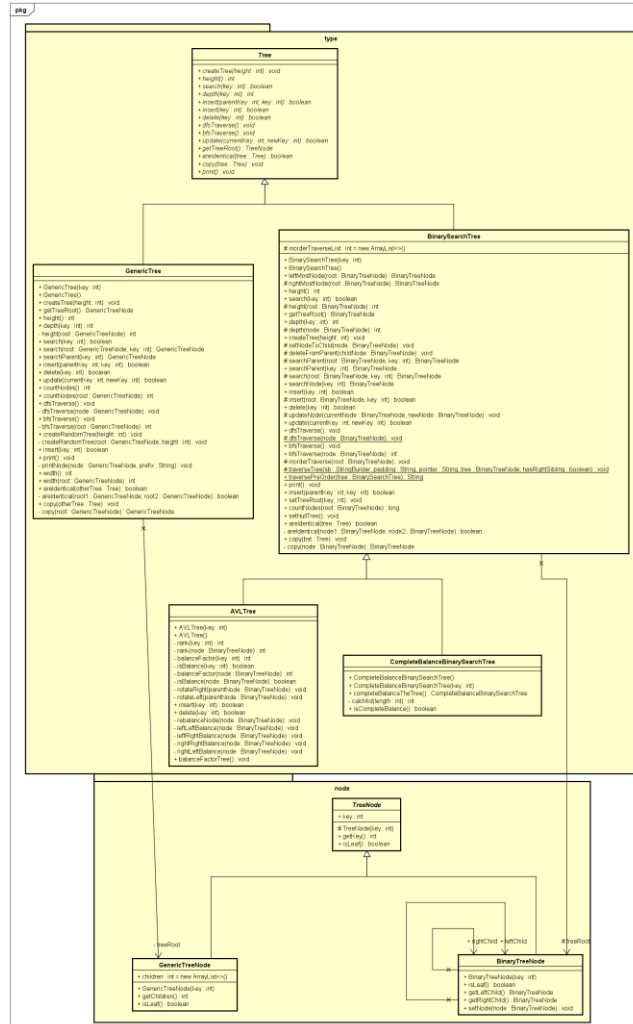 pkg
type
Tree
+ createTree(height : int) : void
+ height() : int
+ search(key : int) : boolean
+ depth(key : int) : int
+ insert(parentKey : int, key : int) : boolean
+ insert(key : int) : boolean
+ delete(key : int) : boolean
+ dfsTraverse() : void
+ bfsTraverse() : void
+ update(currentKey : int, newKey : int) : boolean
+ getTreeRoot() : TreeNode
+ areIdentical(tree : Tree) : boolean
+ copy(tree : Tree) : void
+ print() : void
GenericTree
+ GenericTree(key : int)
+ GenericTree()
+ createTree(height : int) : void
+ getTreeRoot() : GenericTreeNode
+ height() : int
+ depth(key : int) : int
- height(root : GenericTreeNode) : int
+ search(key : int) : boolean
+ search(root : GenericTreeNode, key : int) : GenericTreeNode
+ searchParent(key : int) : GenericTreeNode
+ insert(parentKey : int, key : int) : boolean
+ delete(key : int) : boolean
+ update(currentKey : int, newKey : int) : boolean
+ countNodes() : int
+ countNodes(root : GenericTreeNode) : int
+ dfsTraverse() : void
- dfsTraverse(node : GenericTreeNode) : void
+ bfsTraverse() : void
- bfsTraverse(root : GenericTreeNode) : int
+ createRandomTree(height : int) : void
- createRandomTree(root : GenericTreeNode, height : int) : void
+ insert(key : int) : boolean
+ print() : void
- printNode(node : GenericTreeNode, prefix : String) : void
+ width() : int
+ width(root : GenericTreeNode) : int
+ areIdentical(otherTree : Tree) : boolean
- areIdentical(root1 : GenericTreeNode, root2 : GenericTreeNode) : boolean
+ copy(otherTree : Tree) : void
- copy(root : GenericTreeNode) : GenericTreeNode
BinarySearchTree
# inorderTraverseList : int = new ArrayList<>()
+ BinarySearchTree(key : int)
+ BinarySearchTree()
+ leftMostNode(root : BinaryTreeNode) : BinaryTreeNode
# rightMostNode(root : BinaryTreeNode) : BinaryTreeNode
+ height() : int
+ search(key : int) : boolean
# height(root : BinaryTreeNode) : int
+ getTreeRoot() : BinaryTreeNode
+ depth(key : int) : int
# depth(node : BinaryTreeNode) : int
+ createTree(height : int) : void
# setNodeToChild(node : BinaryTreeNode) : void
# deleteFromParent(childNode : BinaryTreeNode) : void
# searchParent(root : BinaryTreeNode, key : int) : BinaryTreeNode
+ searchParent(key : int) : BinaryTreeNode
# search(root : BinaryTreeNode, key : int) : BinaryTreeNode
+ searchNode(key : int) : BinaryTreeNode
+ insert(key : int) : boolean
# insert(root : BinaryTreeNode, key : int) : boolean
+ delete(key : int) : boolean
# updateNode(currentNode : BinaryTreeNode, newNode : BinaryTreeNode) : void
+ update(currentKey : int, newKey : int) : boolean
+ dfsTraverse() : void
# dfsTraverse(node : BinaryTreeNode) : void
+ bfsTraverse() : void
+ bfsTraverse(node : BinaryTreeNode) : int
# inorderTraverse(root : BinaryTreeNode) : void
+ traversePreOrder(tree : BinarySearchTree) : String
+ print() : void
+ insert(parentKey : int, key : int) : boolean
+ setTreeRoot(key : int) : void
+ countNodes(root : BinaryTreeNode) : long
+ setNullTree() : void
+ areIdentical(tree : Tree) : boolean
- areIdentical(node1 : BinaryTreeNode, node2 : BinaryTreeNode) : boolean
+ copy(bst : Tree) : void
- copy(node : BinaryTreeNode) : BinaryTreeNode
AVLTree
+ AVLTree(key : int)
+ AVLTree()
- rank(key : int) : int
- rank(node : BinaryTreeNode) : int
- balanceFactor(key : int) : int
- isBalance(key : int) : boolean
- balanceFactor(node : BinaryTreeNode) : int
- isBalance(node : BinaryTreeNode) : boolean
- rotateRight(parentNode : BinaryTreeNode) : void
- rotateLeft(parentNode : BinaryTreeNode) : void
+ insert(key : int) : boolean
+ delete(key : int) : boolean
- rebalanceNode(node : BinaryTreeNode) : void
- leftLeftBalance(node : BinaryTreeNode) : void
- leftRightBalance(node : BinaryTreeNode) : void
- rightRightBalance(node : BinaryTreeNode) : void
- rightLeftBalance(node : BinaryTreeNode) : void
+ balanceFactorTree() : void
CompleteBalanceBinarySearchTree
+ CompleteBalanceBinarySearchTree()
+ CompleteBalanceBinarySearchTree(key : int)
+ completeBalanceTheTree() : CompleteBalanceBinarySearchTree
- calcMid(length : int) : int
+ isCompleteBalance() : boolean
node
TreeNode
+ key : int
# TreeNode(key : int)
+ getKey() : int
+ isLeaf() : boolean
- treeRoot
+ rightChild
+ leftChild
# treeRoot
GenericTreeNode
+ children : int = new ArrayList<>()
+ GenericTreeNode(key : int)
+ getChildren() : int
+ isLeaf() : boolean
BinaryTreeNode
+ BinaryTreeNode(key : int)
+ isLeaf() : boolean
+ getLeftChild() : BinaryTreeNode
+ getRightChild() : BinaryTreeNode
+ setNode(node : BinaryTreeNode) : void